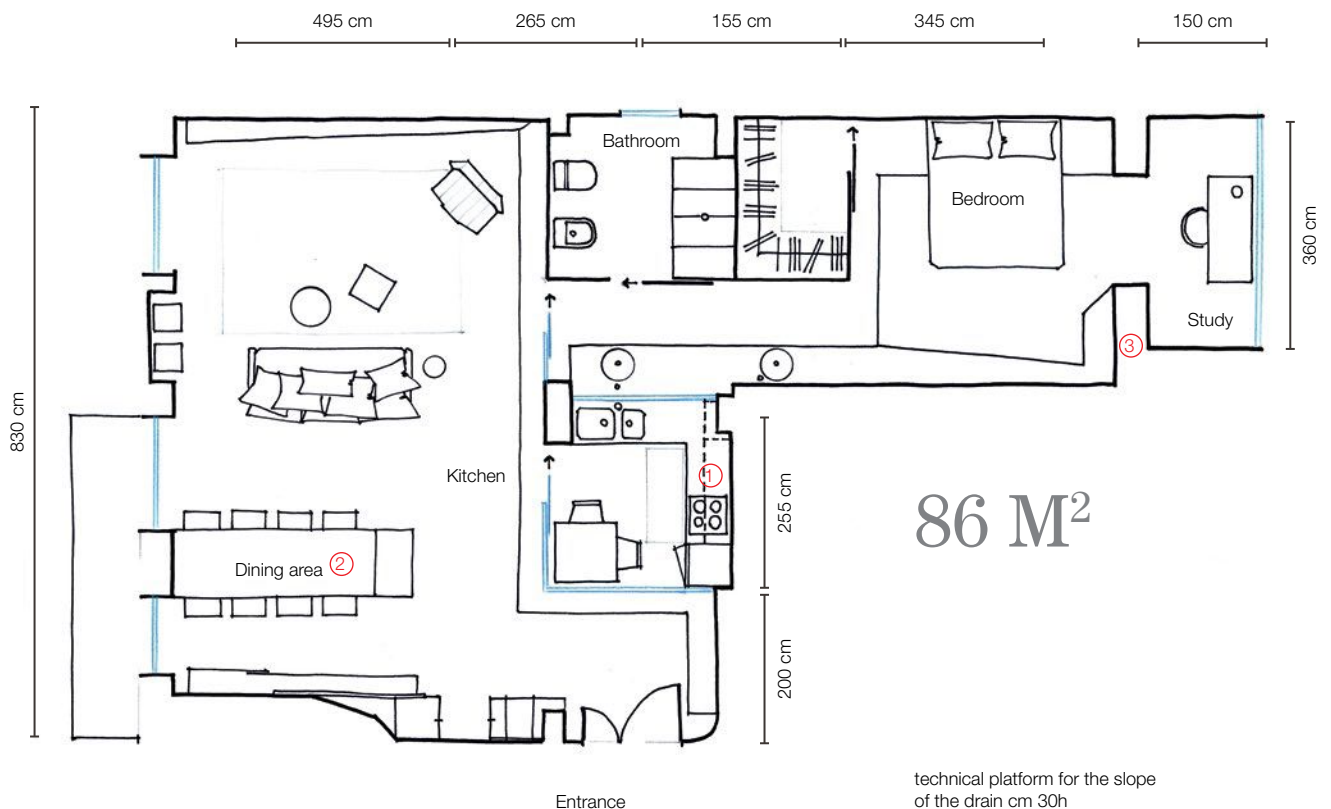 495 cm
265 cm
155 cm
345 cm
150 cm
Bathroom
Bedroom
360 cm
Study
3
830 cm
Kitchen
1
255 cm
86 M²
Dining area 2
200 cm
Entrance
technical platform for the slope
of the drain cm 30h